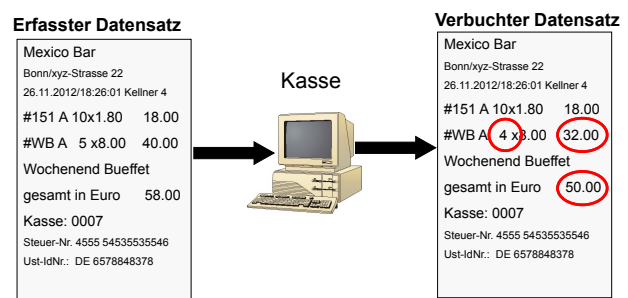 Erfasster Datensatz
Mexico Bar
Bonn/xyz-Strasse 22
26.11.2012/18:26:01 Kellner 4
#151 A 10x1.80 18.00
#WB A 5 x8.00 40.00
Wochenend Bueffet
gesamt in Euro 58.00
Kasse: 0007
Steuer-Nr. 4555 54535535546
Ust-IdNr.: DE 6578848378
Kasse
Verbuchter Datensatz
Mexico Bar
Bonn/xyz-Strasse 22
26.11.2012/18:26:01 Kellner 4
#151 A 10x1.80 18.00
#WB A 4 x8.00 32.00
Wochenend Bueffet
gesamt in Euro 50.00
Kasse: 0007
Steuer-Nr. 4555 54535535546
Ust-IdNr.: DE 6578848378